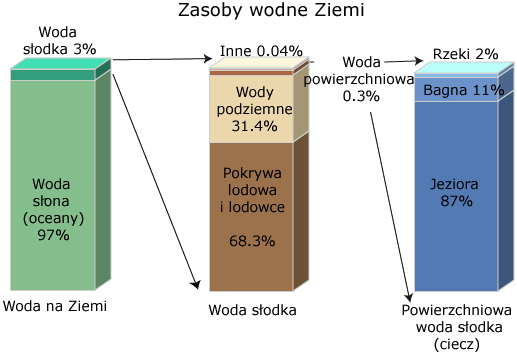 Zasoby wodne Ziemi
Woda
słodka 3%
Woda
słona
(oceany)
97%
Woda na Ziemi
Inne 0.04%
Wody
podziemne
31.4%
Pokrywa
lodowa
i lodowce
68.3%
Woda słodka
Woda
powierzchniowa
0.3%
Rzeki 2%
Bagna 11%
Jeziora
87%
Powierzchniowa
woda słodka
(ciecz)